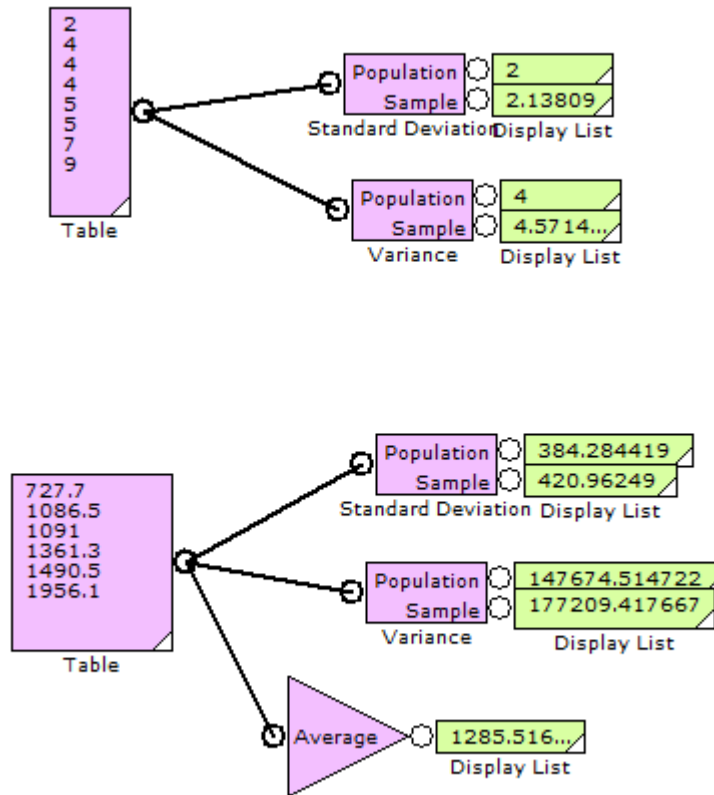 2
4
4
4
5
5
7
9
Table
Population
2
Sample
2.13809
Standard Deviation
Display List
Population
4
Sample
4.5714...
Variance
Display List
727.7
1086.5
1091
1361.3
1490.5
1956.1
Table
Population
384.284419
Sample
420.96249
Standard Deviation
Display List
Population
147674.514722
Sample
177209.417667
Variance
Display List
Average
1285.516...
Display List